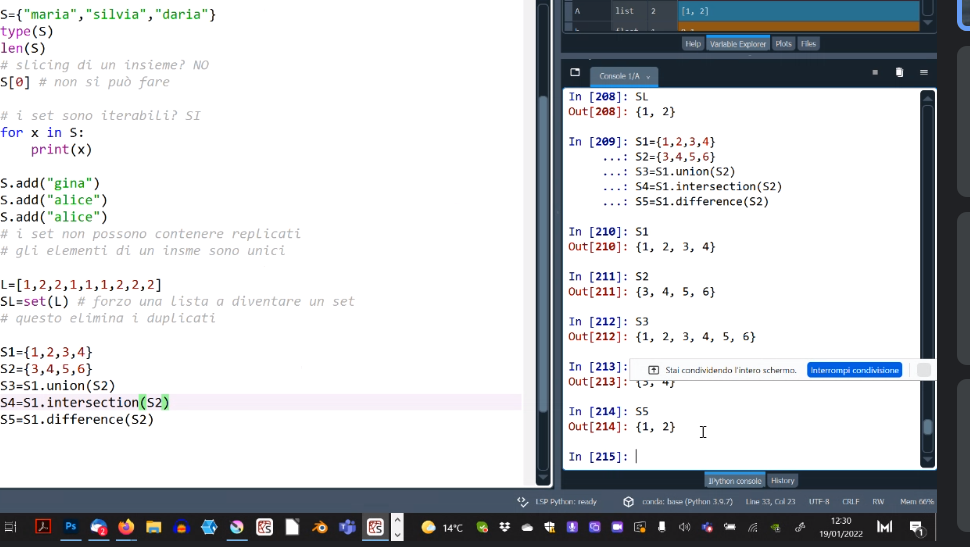 S={"maria","silvia","daria"}
type(S)
len(S)
# slicing di un insieme? NO
S[0] # non si può fare
# i set sono iterabili? SI
for x in S:
print(x)
S.add("gina")
S.add("alice")
S.add("alice")
# i set non possono contenere replicati
# gli elementi di un insme sono unici
L=[1,2,2,1,1,1,2,2,2]
SL=set(L) # forzo una lista a diventare un set
# questo elimina i duplicati
S1={1,2,3,4}
S2={3,4,5,6}
S3=S1.union(S2)
S4=S1.intersection(S2)
S5=S1.difference(S2)
A list 2 [1, 2]
Help Variable Explorer Plots Files
Console 1/A
In [208]: SL
Out[208]: {1, 2}
In [209]: S1={1,2,3,4}
...: S2={3,4,5,6}
...: S3=S1.union(S2)
...: S4=S1.intersection(S2)
...: S5=S1.difference(S2)
In [210]: S1
Out[210]: {1, 2, 3, 4}
In [211]: S2
Out[211]: {3, 4, 5, 6}
In [212]: S3
Out[212]: {1, 2, 3, 4, 5, 6}
In [213]:
Stai condividendo l'intero schermo. Interrompi condivisione
Out[213]: {3, 4}
In [214]: S5
Out[214]: {1, 2}
In [215]:
IPython console History
LSP Python: ready conda: base (Python 3.9.7) Line 33, Col 23 UTF-8 CRLF RW Mem 66%
14°C
12:30
19/01/2022